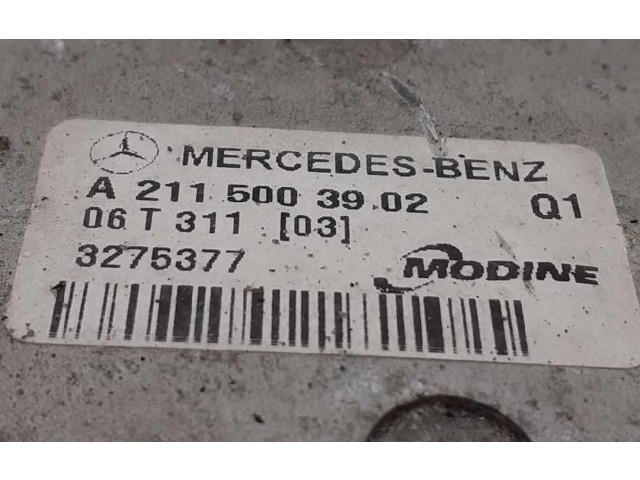 MERCEDES-BENZ
A 211 500 39 02 Q1
06 T 311 [03]
3275377 MODINE